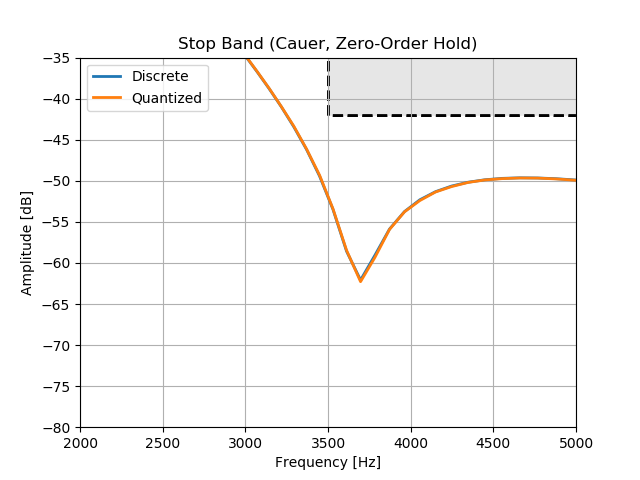 Stop Band (Cauer, Zero-Order Hold)
Discrete
Quantized
−35
−40
−45
−50
−55
−60
−65
−70
−75
−80
Amplitude [dB]
2000 2500 3000 3500 4000 4500 5000
Frequency [Hz]